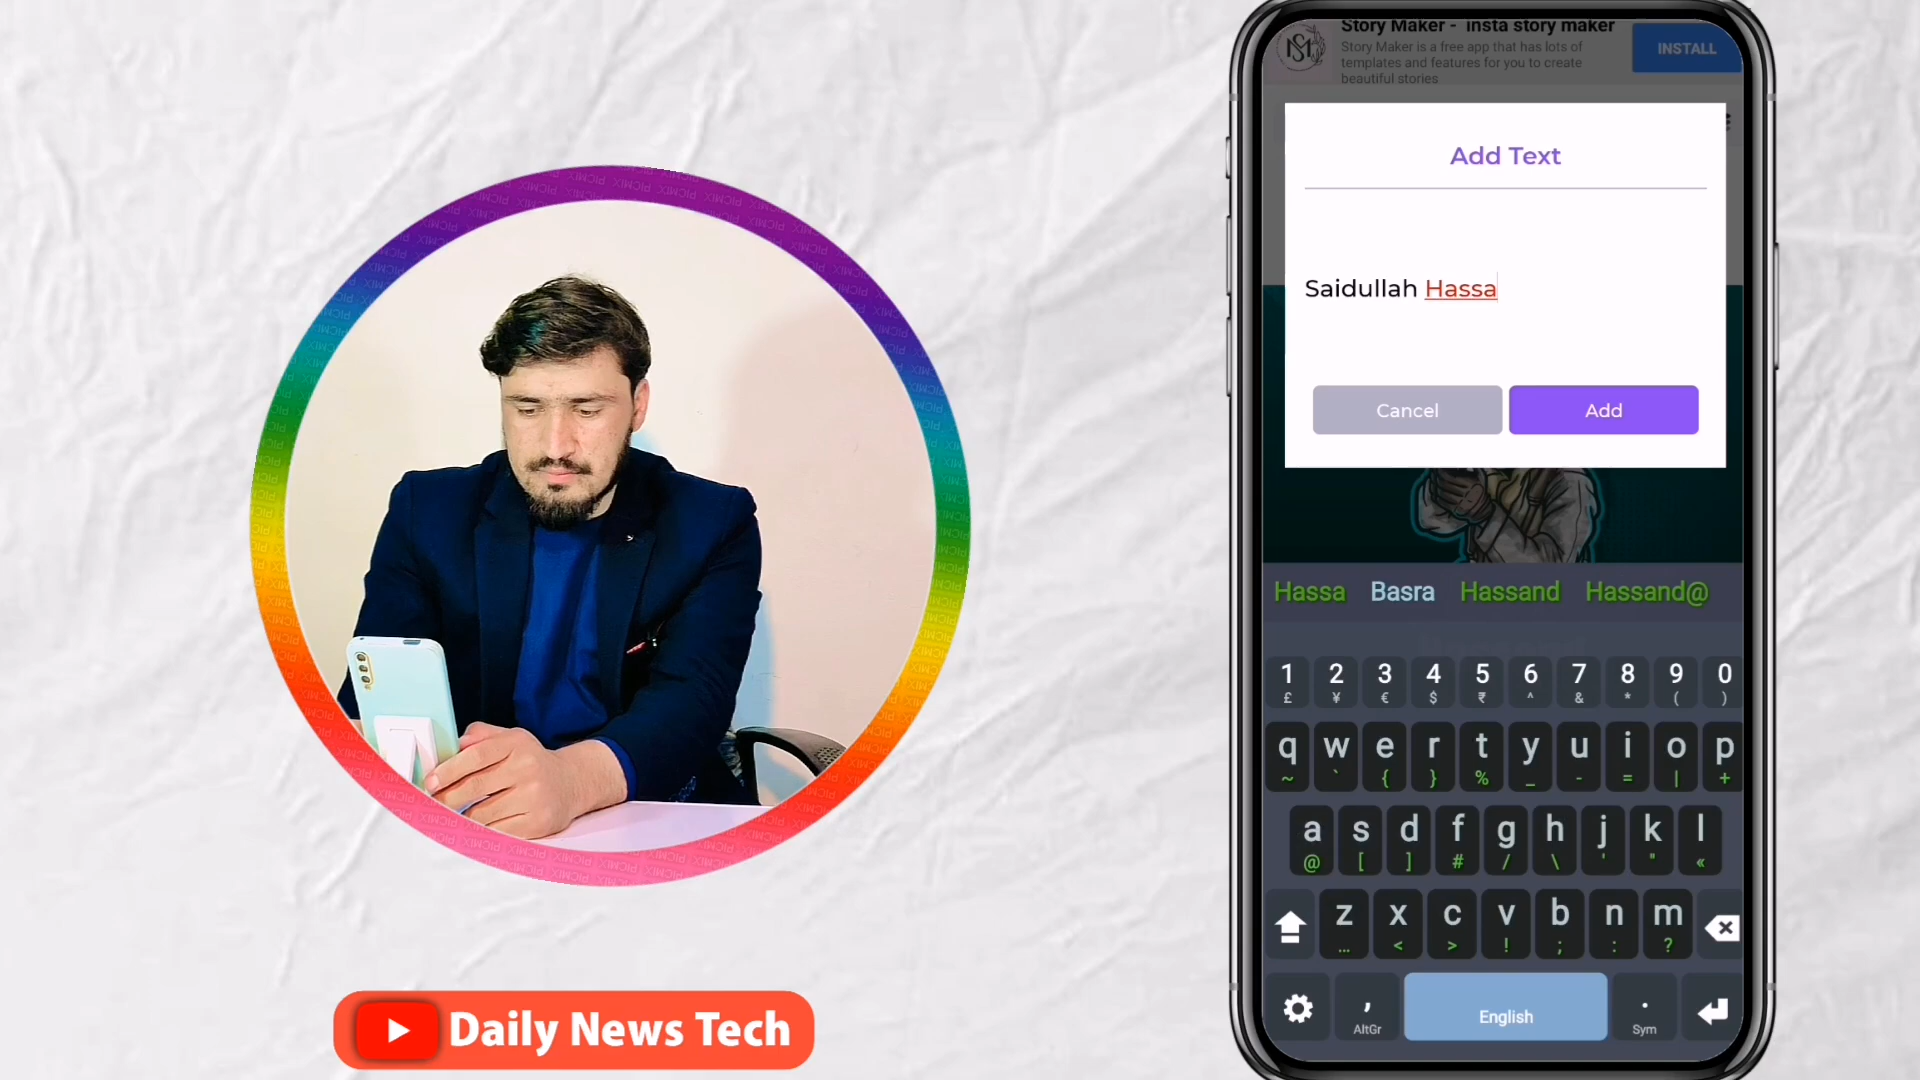 Story Maker - insta story maker
Story Maker is a free app that has lots of
templates and features for you to create
beautiful stories
INSTALL
Add Text
Saidullah Hassa
Cancel
Add
Hassa Basra Hassand Hassand@
1 2 3 4 5 6 7 8 9 0
£ ¥ € $ ₹ ^ & * ( )
q w e r t y u i o p
~ ` { } % _ - = | +
a s d f g h j k l
@ [ ] # / \ ' " «
z x c v b n m
… < > ! ; : ?
, English .
AltGr Sym
Daily News Tech